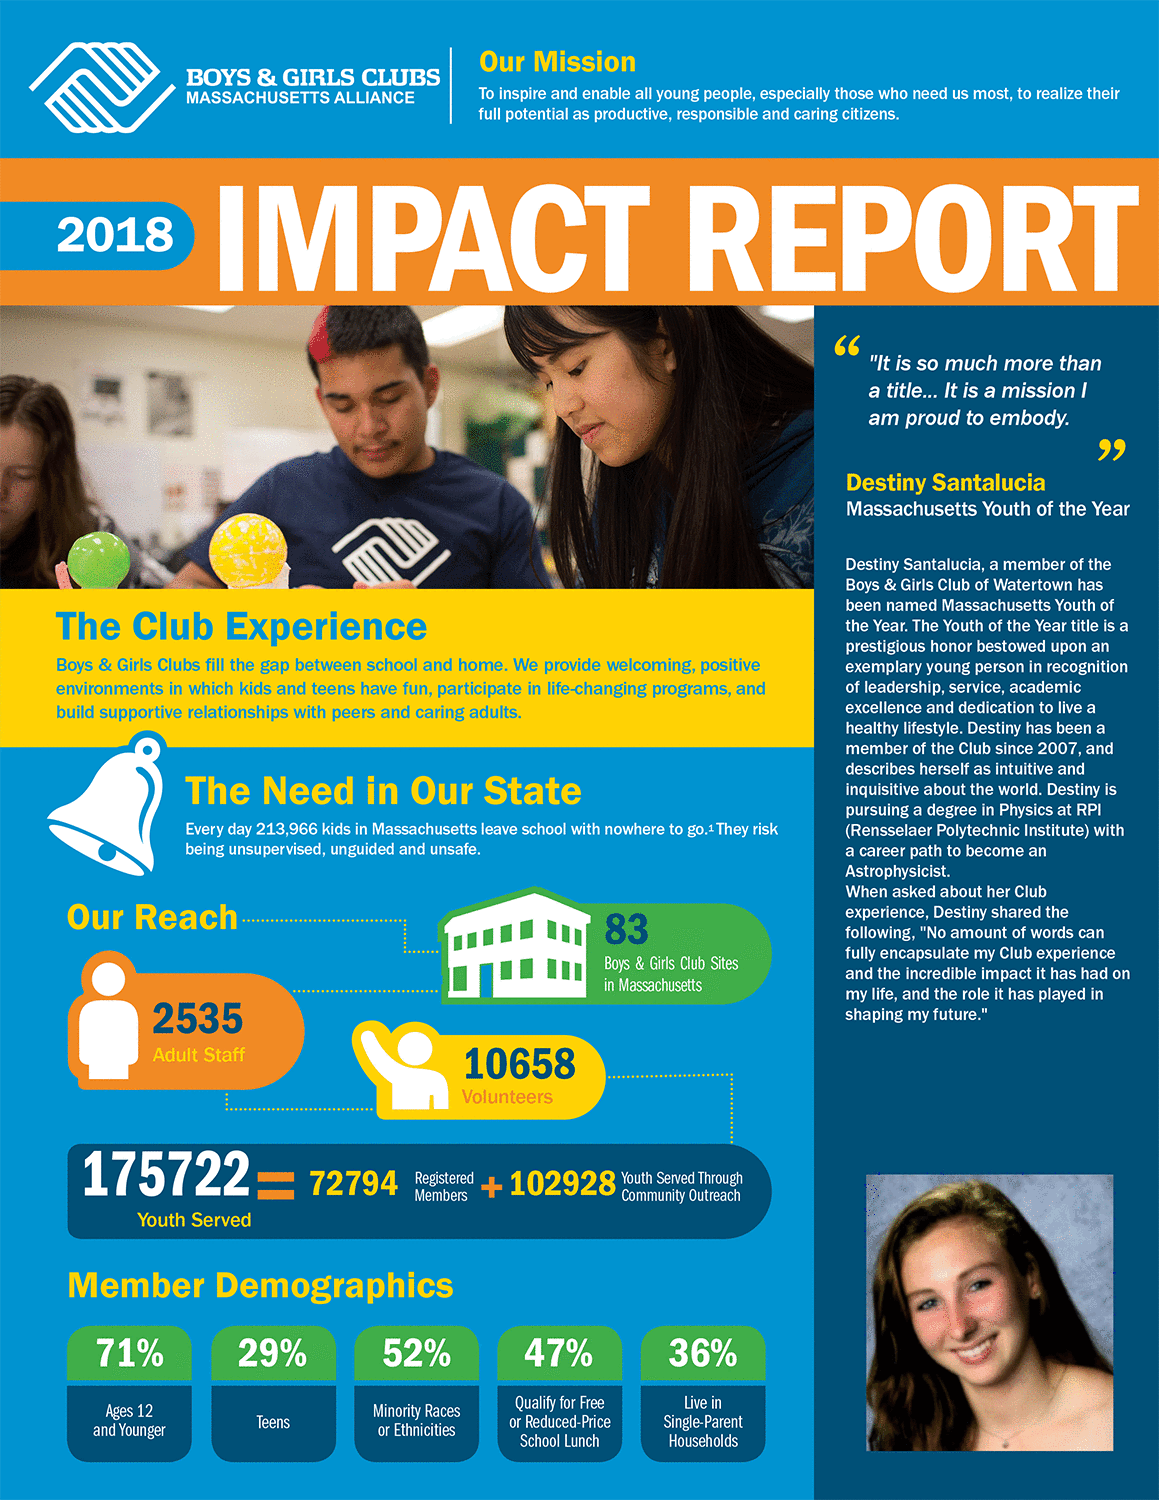 BOYS & GIRLS CLUBS
MASSACHUSETTS ALLIANCE
Our Mission
To inspire and enable all young people, especially those who need us most, to realize their
full potential as productive, responsible and caring citizens.
2018
IMPACT REPORT
“
"It is so much more than
a title... It is a mission I
am proud to embody.
”
Destiny Santalucia
Massachusetts Youth of the Year
Destiny Santalucia, a member of the
Boys & Girls Club of Watertown has
been named Massachusetts Youth of
the Year. The Youth of the Year title is a
prestigious honor bestowed upon an
exemplary young person in recognition
of leadership, service, academic
excellence and dedication to live a
healthy lifestyle. Destiny has been a
member of the Club since 2007, and
describes herself as intuitive and
inquisitive about the world. Destiny is
pursuing a degree in Physics at RPI
(Rensselaer Polytechnic Institute) with
a career path to become an
Astrophysicist.
When asked about her Club
experience, Destiny shared the
following, "No amount of words can
fully encapsulate my Club experience
and the incredible impact it has had on
my life, and the role it has played in
shaping my future."
The Club Experience
Boys & Girls Clubs fill the gap between school and home. We provide welcoming, positive
environments in which kids and teens have fun, participate in life-changing programs, and
build supportive relationships with peers and caring adults.
The Need in Our State
Every day 213,966 kids in Massachusetts leave school with nowhere to go.¹ They risk
being unsupervised, unguided and unsafe.
Our Reach
83
Boys & Girls Club Sites
in Massachusetts
2535
Adult Staff
10658
Volunteers
175722 = 72794 Registered Members + 102928 Youth Served Through Community Outreach
Youth Served
Member Demographics
71%
Ages 12
and Younger
29%
Teens
52%
Minority Races
or Ethnicities
47%
Qualify for Free
or Reduced-Price
School Lunch
36%
Live in
Single-Parent
Households